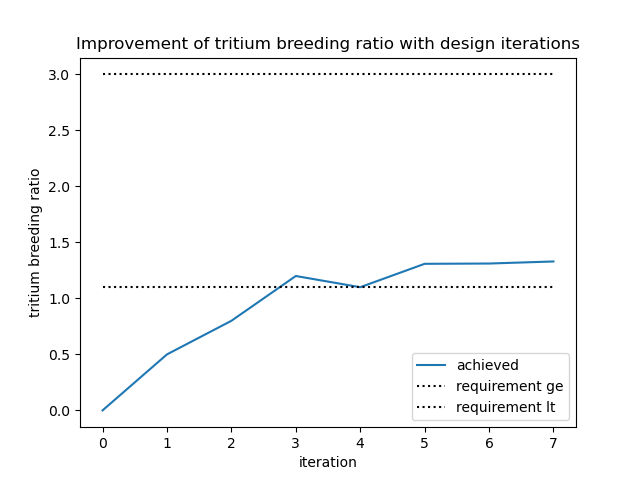 Improvement of tritium breeding ratio with design iterations
3.0
2.5
2.0
1.5
1.0
0.5
0.0
tritium breeding ratio
achieved
requirement ge
requirement lt
0 1 2 3 4 5 6 7
iteration